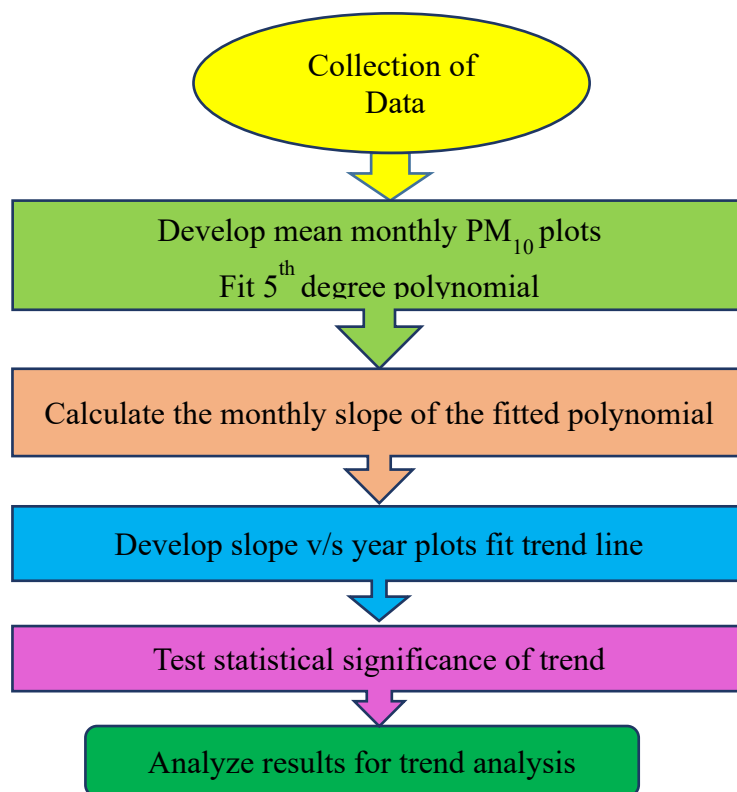 Collection of
Data
Develop mean monthly PM₁₀ plots
Fit 5ᵗʰ degree polynomial
Calculate the monthly slope of the fitted polynomial
Develop slope v/s year plots fit trend line
Test statistical significance of trend
Analyze results for trend analysis